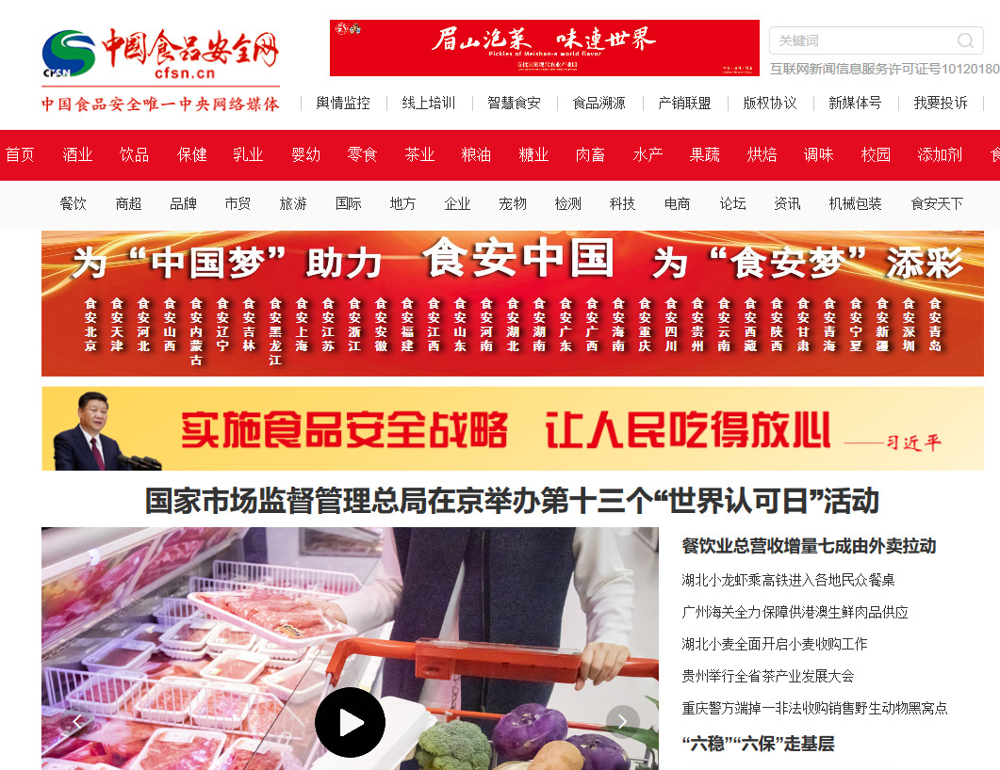 中国食品安全网
CFSN
cfsn.cn
中国食品安全唯一中央网络媒体
眉山泡菜 味连世界
Pickles of Meishan-a world flavor
关键词
互联网新闻信息服务许可证号10120180
舆情监控 线上培训 智慧食安 食品溯源 产销联盟 版权协议 新媒体号 我要投诉
首页 酒业 饮品 保健 乳业 婴幼 零食 茶业 粮油 糖业 肉畜 水产 果蔬 烘焙 调味 校园 添加剂 食
餐饮 商超 品牌 市贸 旅游 国际 地方 企业 宠物 检测 科技 电商 论坛 资讯 机械包装 食安天下
为“中国梦”助力 食安中国 为“食安梦”添彩
食安北京 食安天津 食安河北 食安山西 食安内蒙古 食安辽宁 食安吉林 食安黑龙江 食安上海 食安江苏 食安浙江 食安安徽 食安福建 食安江西 食安山东 食安河南 食安湖北 食安湖南 食安广东 食安广西 食安海南 食安重庆 食安四川 食安贵州 食安云南 食安西藏 食安陕西 食安甘肃 食安青海 食安宁夏 食安新疆 食安深圳 食安青岛
实施食品安全战略 让人民吃得放心 ——习近平
国家市场监督管理总局在京举办第十三个“世界认可日”活动
餐饮业总营收增量七成由外卖拉动
湖北小龙虾乘高铁进入各地民众餐桌
广州海关全力保障供港澳生鲜肉品供应
湖北小麦全面开启小麦收购工作
贵州举行全省茶产业发展大会
重庆警方端掉一非法收购销售野生动物黑窝点
“六稳”“六保”走基层